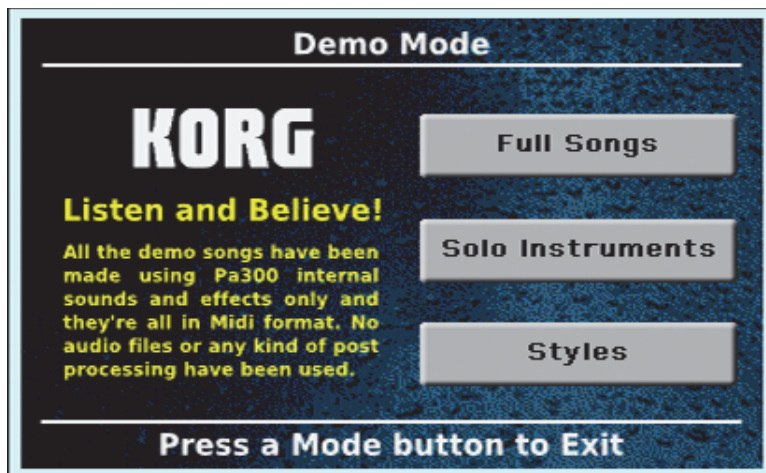 Demo Mode
KORG
Listen and Believe!
All the demo songs have been
made using Pa300 internal
sounds and effects only and
they're all in Midi format. No
audio files or any kind of post
processing have been used.
Full Songs
Solo Instruments
Styles
Press a Mode button to Exit